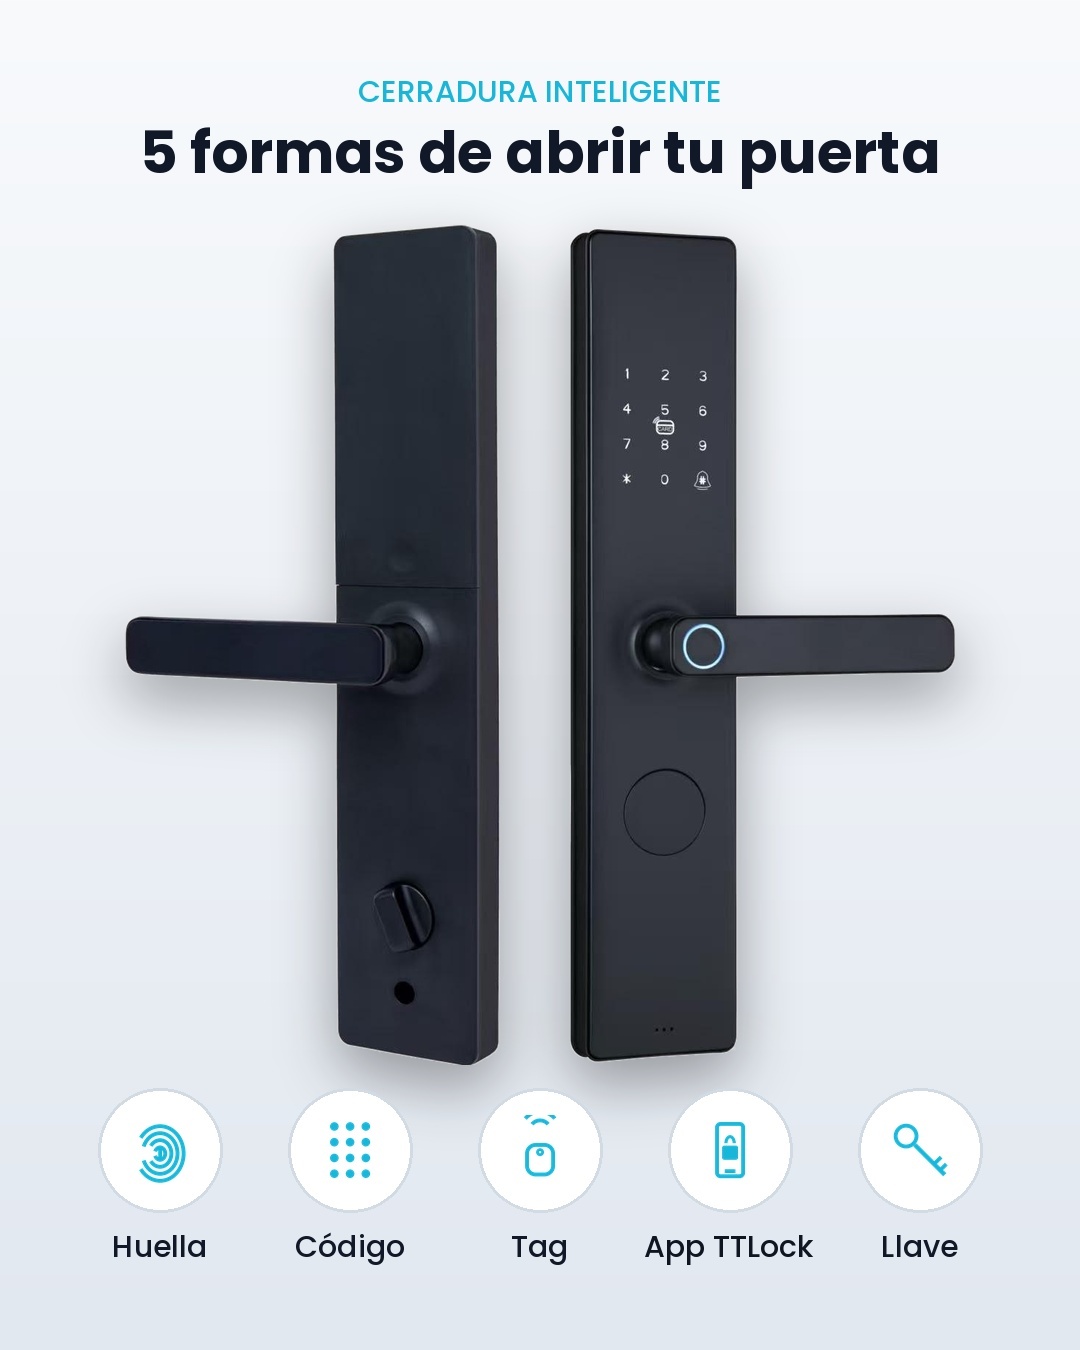 CERRADURA INTELIGENTE
5 formas de abrir tu puerta
1 2 3
4 5 6
CARD
7 8 9
* 0 #
Huella Código Tag App TTLock Llave